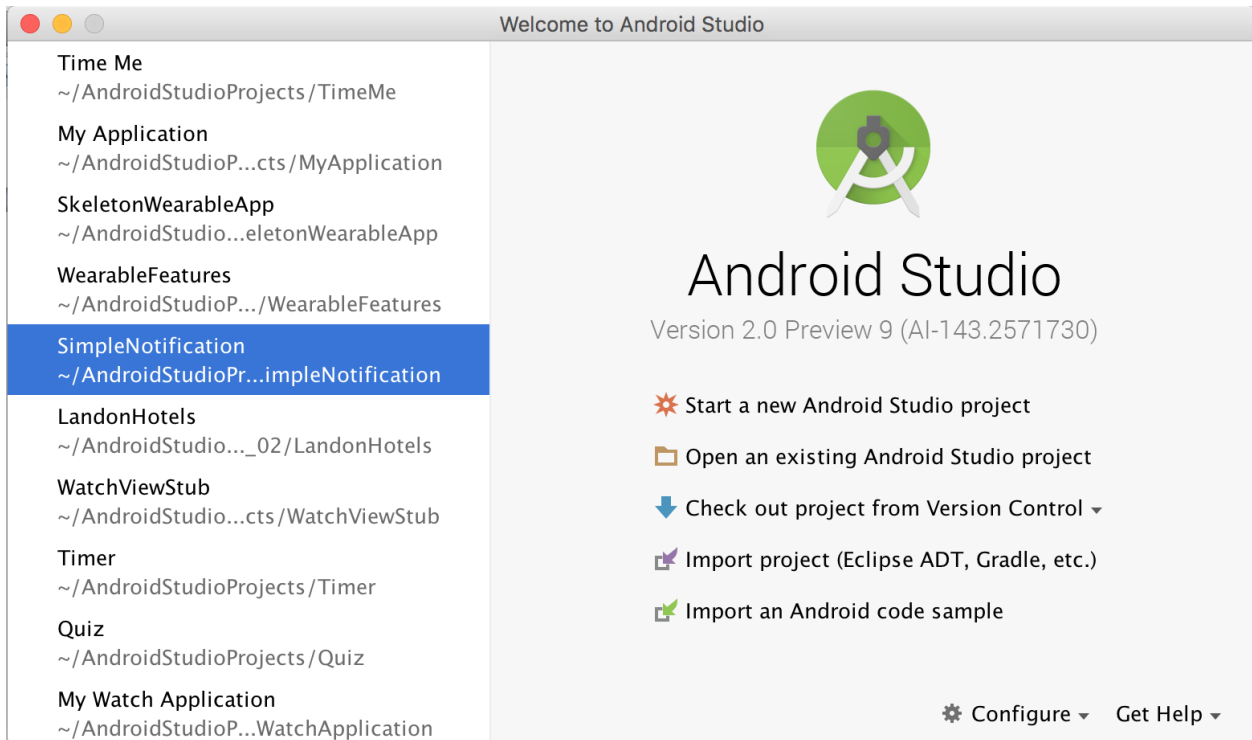 Welcome to Android Studio
Time Me
~/AndroidStudioProjects/TimeMe
My Application
~/AndroidStudioP...cts/MyApplication
SkeletonWearableApp
~/AndroidStudio...eletonWearableApp
WearableFeatures
~/AndroidStudioP.../WearableFeatures
SimpleNotification
~/AndroidStudioPr...impleNotification
LandonHotels
~/AndroidStudio..._02/LandonHotels
WatchViewStub
~/AndroidStudio...cts/WatchViewStub
Timer
~/AndroidStudioProjects/Timer
Quiz
~/AndroidStudioProjects/Quiz
My Watch Application
~/AndroidStudioP...WatchApplication
Android Studio
Version 2.0 Preview 9 (AI-143.2571730)
Start a new Android Studio project
Open an existing Android Studio project
Check out project from Version Control
Import project (Eclipse ADT, Gradle, etc.)
Import an Android code sample
Configure Get Help